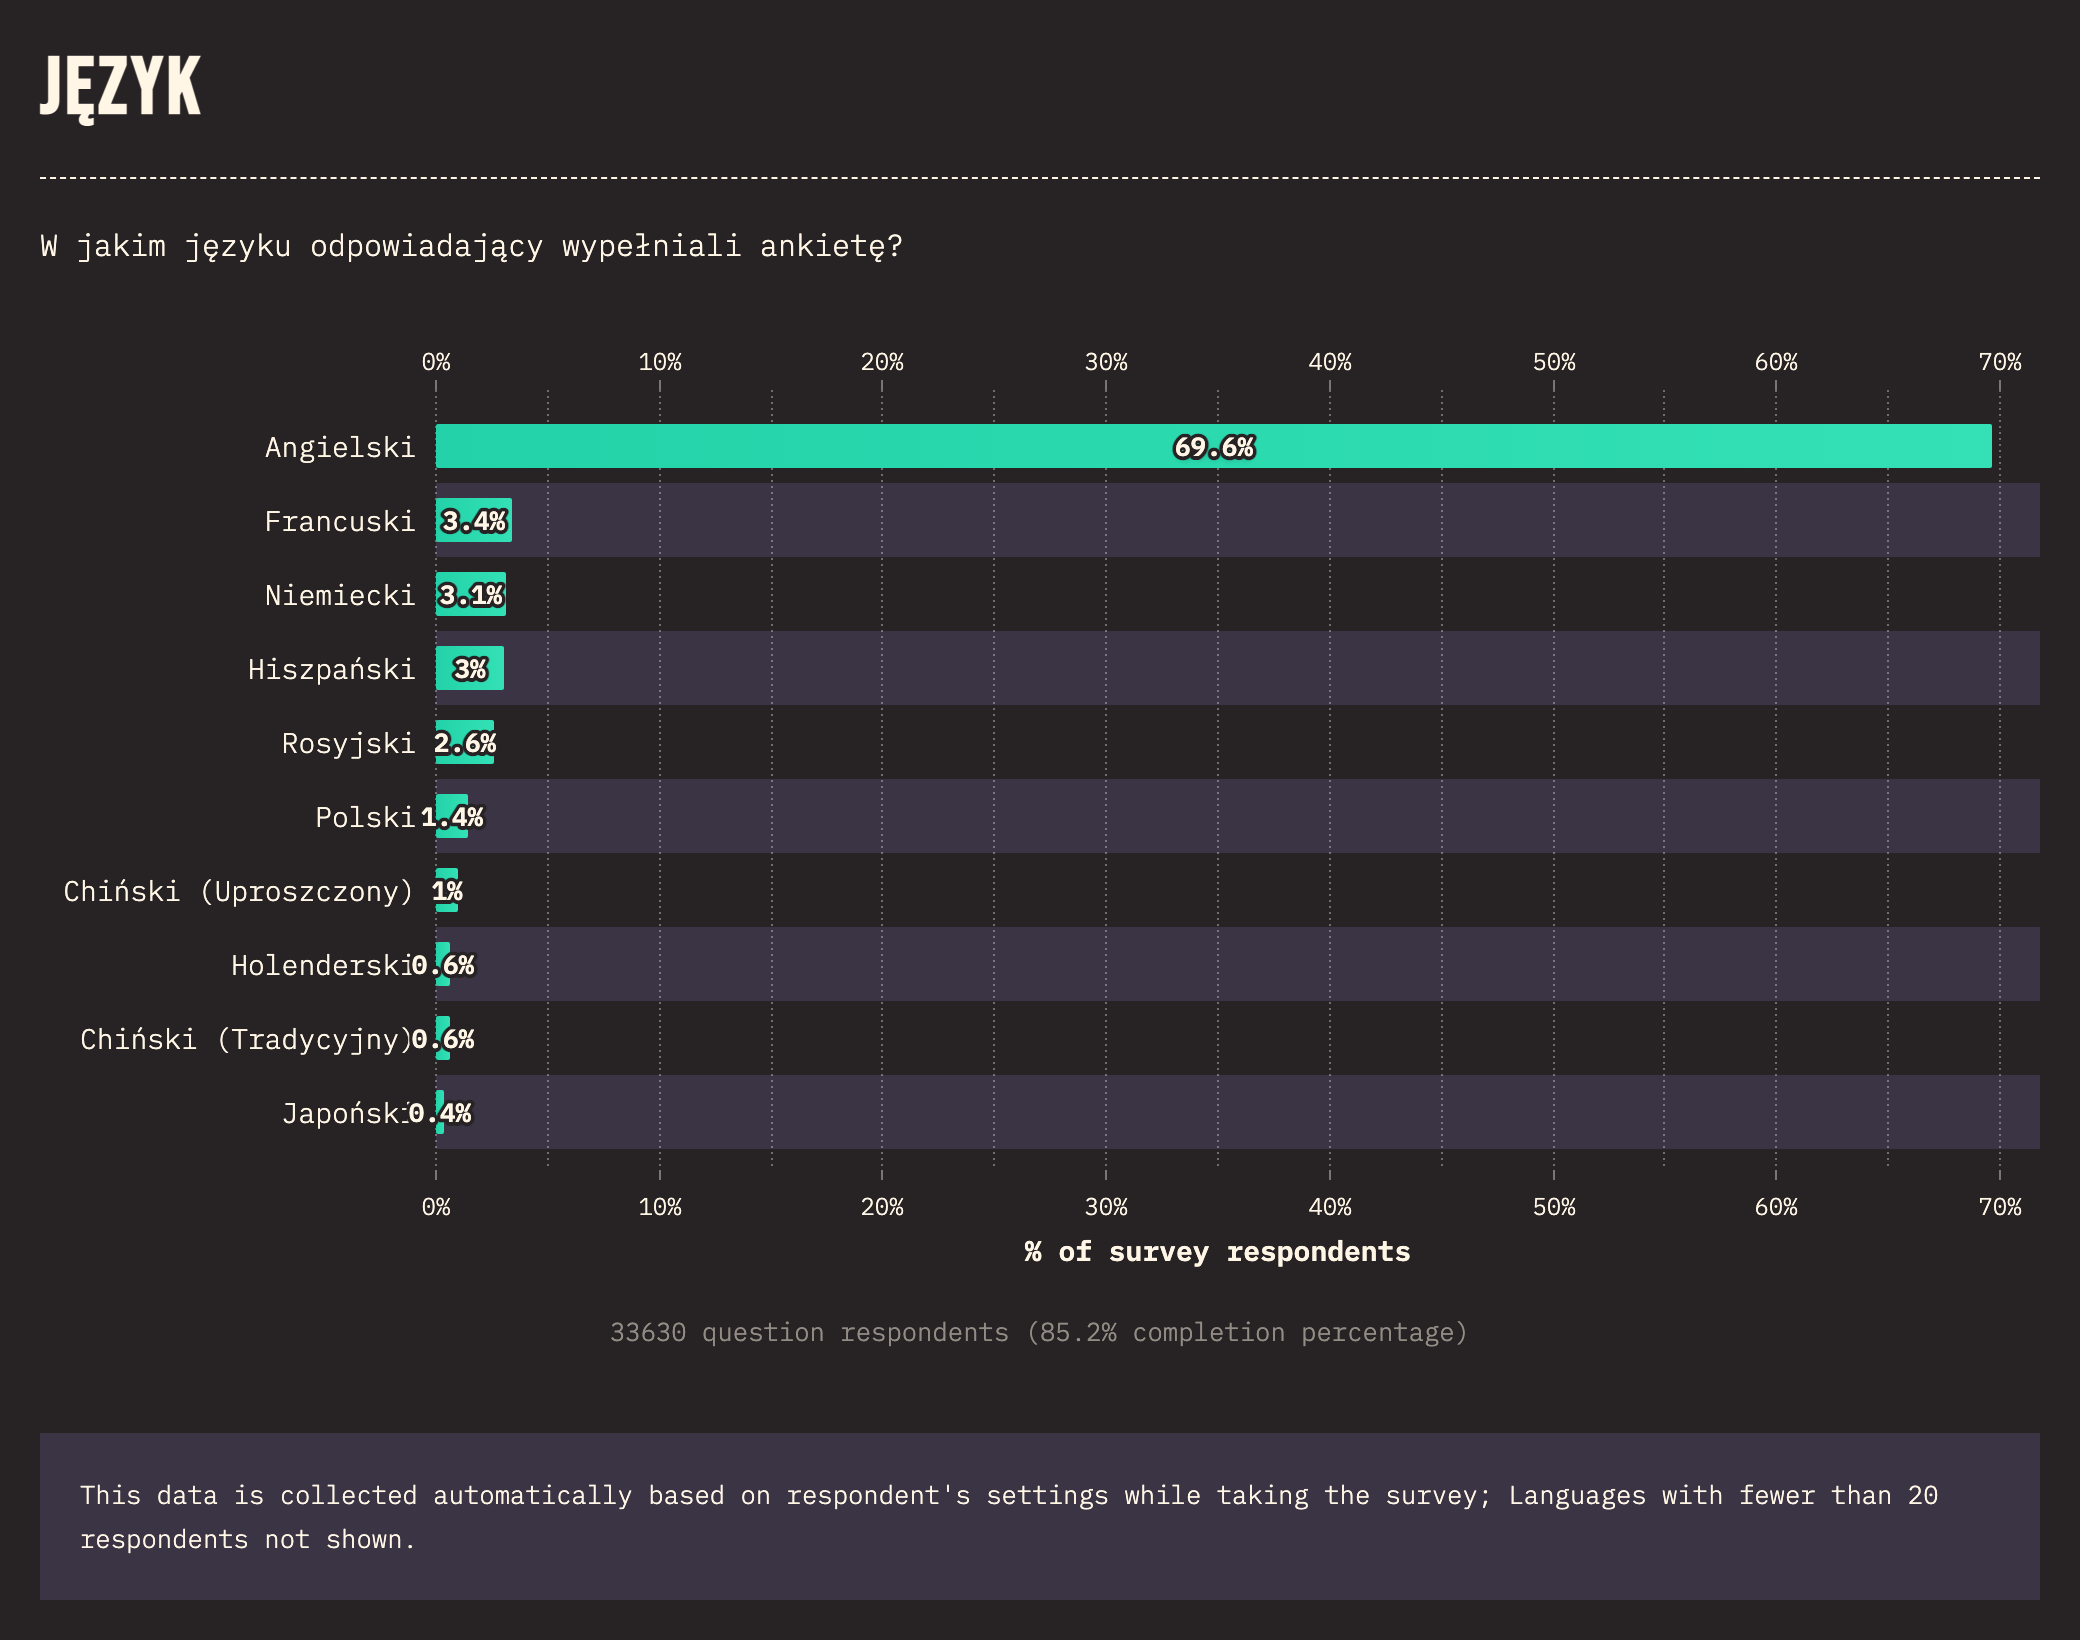 JĘZYK
W jakim języku odpowiadający wypełniali ankietę?
0% 10% 20% 30% 40% 50% 60% 70%
Angielski 69.6%
Francuski 3.4%
Niemiecki 3.1%
Hiszpański 3%
Rosyjski 2.6%
Polski 1.4%
Chiński (Uproszczony) 1%
Holenderski 0.6%
Chiński (Tradycyjny) 0.6%
Japoński 0.4%
0% 10% 20% 30% 40% 50% 60% 70%
% of survey respondents
33630 question respondents (85.2% completion percentage)
This data is collected automatically based on respondent's settings while taking the survey; Languages with fewer than 20
respondents not shown.